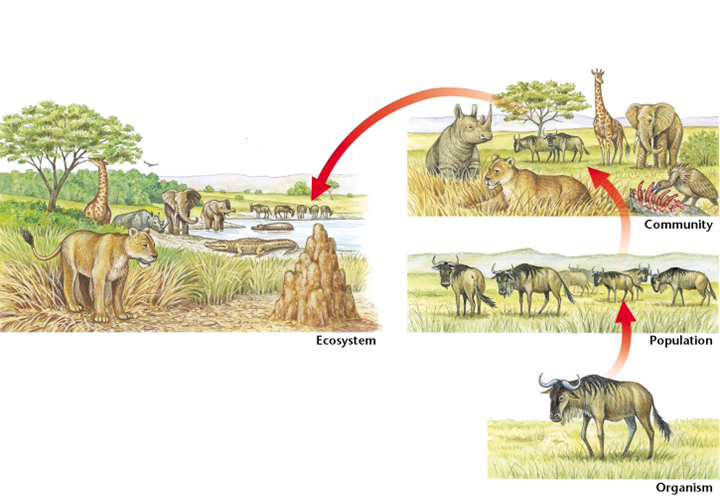 Community
Ecosystem
Population
Organism